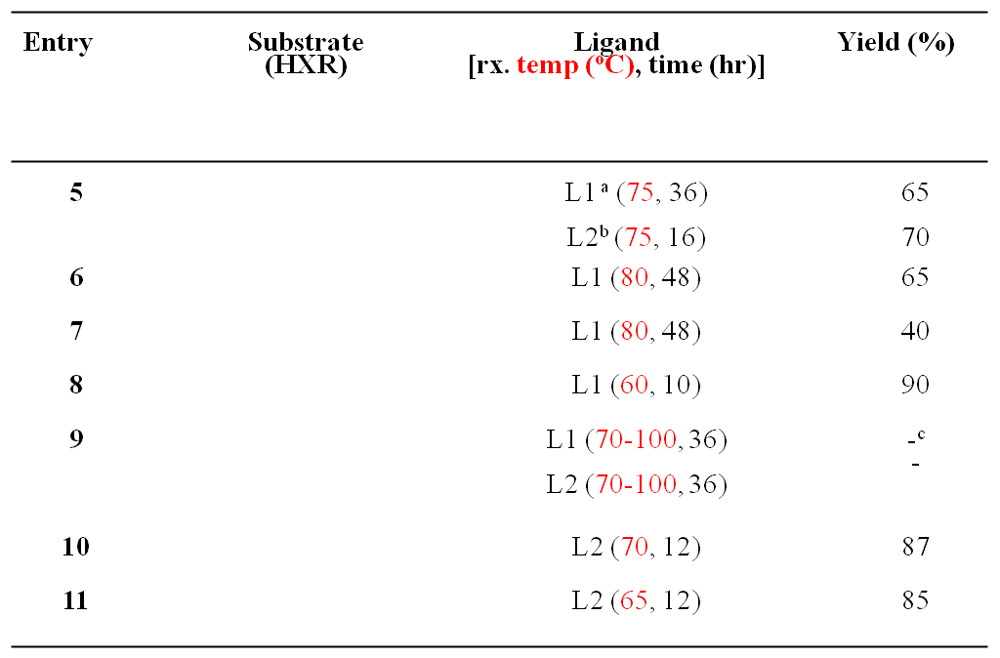 Entry Substrate Ligand Yield (%)
(HXR) [rx. temp (ºC), time (hr)]
5 L1 ᵃ (75, 36) 65
L2ᵇ (75, 16) 70
6 L1 (80, 48) 65
7 L1 (80, 48) 40
8 L1 (60, 10) 90
9 L1 (70-100, 36) -ᶜ
L2 (70-100, 36) -
10 L2 (70, 12) 87
11 L2 (65, 12) 85